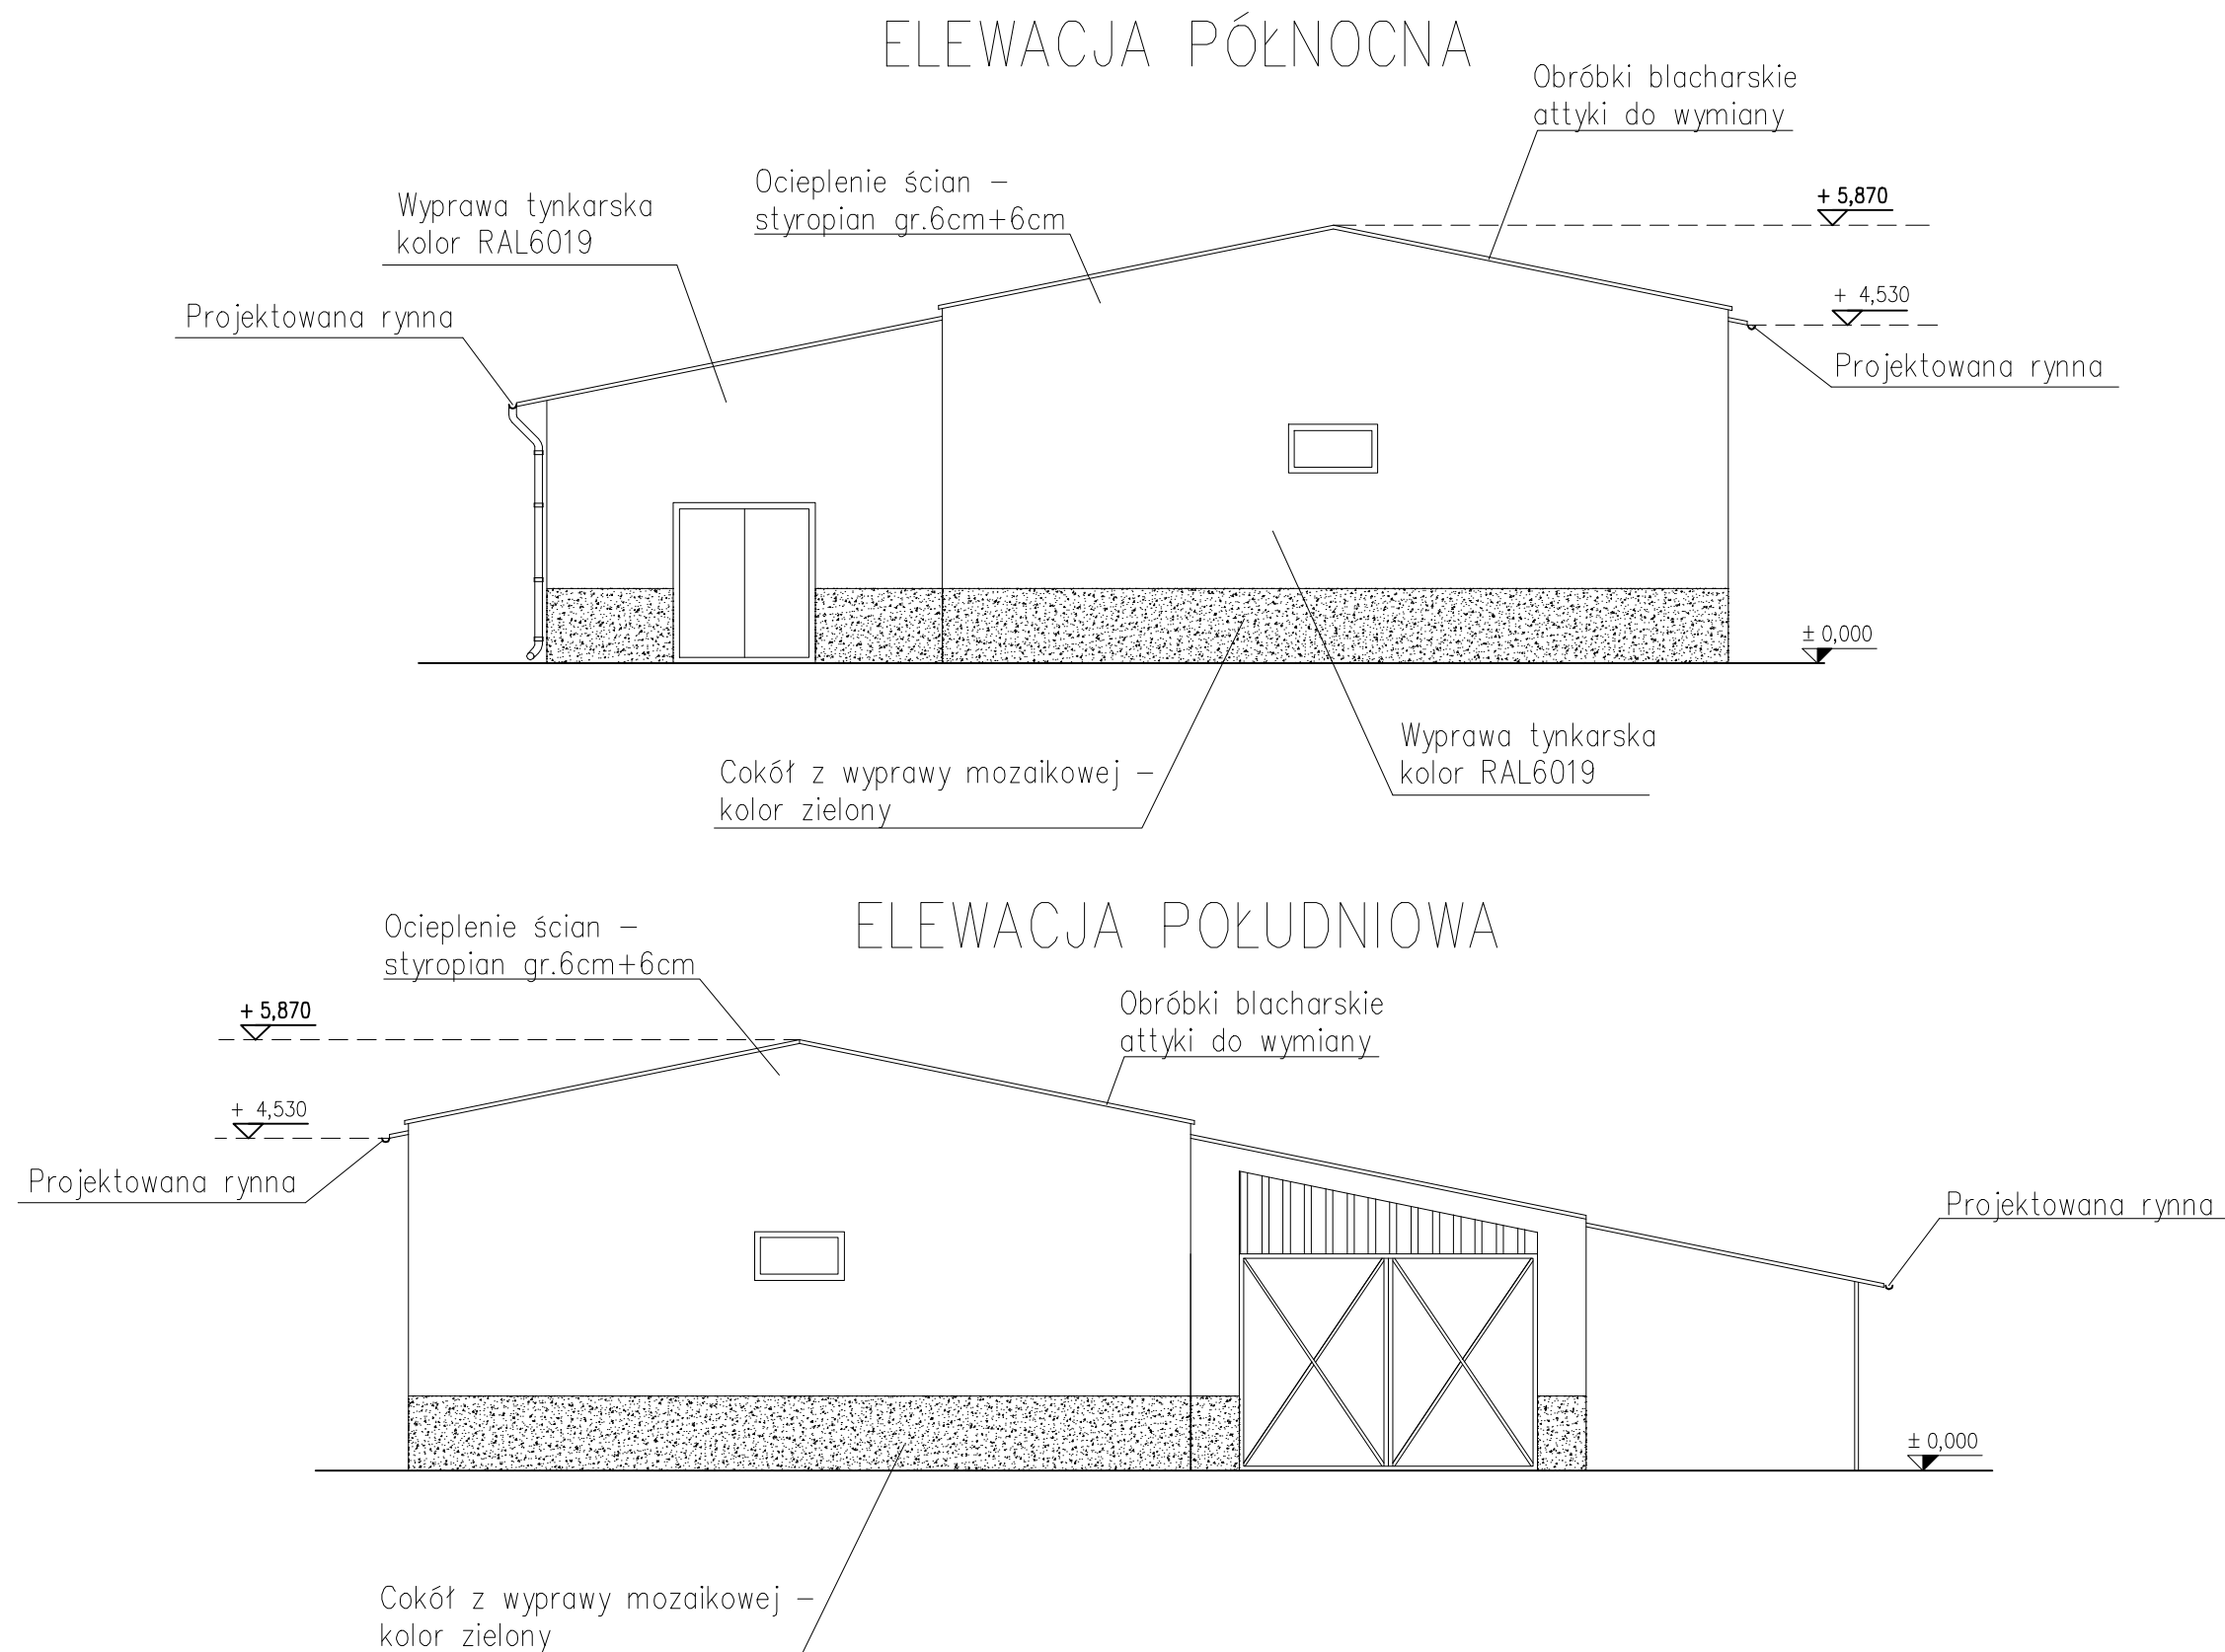 ELEWACJA PÓŁNOCNA
Obróbki blacharskie
attyki do wymiany
Ocieplenie ścian –
styropian gr.6cm+6cm
+ 5,870
Wyprawa tynkarska
kolor RAL6019
+ 4,530
Projektowana rynna
Projektowana rynna
± 0,000
Wyprawa tynkarska
kolor RAL6019
Cokół z wyprawy mozaikowej –
kolor zielony
ELEWACJA POŁUDNIOWA
Ocieplenie ścian –
styropian gr.6cm+6cm
+ 5,870
Obróbki blacharskie
attyki do wymiany
+ 4,530
Projektowana rynna
Projektowana rynna
± 0,000
Cokół z wyprawy mozaikowej –
kolor zielony